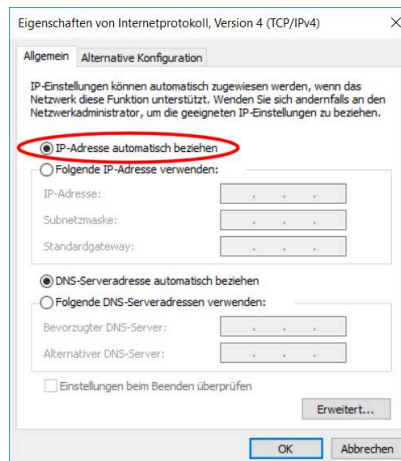 Eigenschaften von Internetprotokoll, Version 4 (TCP/IPv4)
Allgemein Alternative Konfiguration
IP-Einstellungen können automatisch zugewiesen werden, wenn das
Netzwerk diese Funktion unterstützt. Wenden Sie sich andernfalls an den
Netzwerkadministrator, um die geeigneten IP-Einstellungen zu beziehen.
IP-Adresse automatisch beziehen
Folgende IP-Adresse verwenden:
IP-Adresse:
Subnetzmaske:
Standardgateway:
DNS-Serveradresse automatisch beziehen
Folgende DNS-Serveradressen verwenden:
Bevorzugter DNS-Server:
Alternativer DNS-Server:
Einstellungen beim Beenden überprüfen
Erweitert...
OK Abbrechen